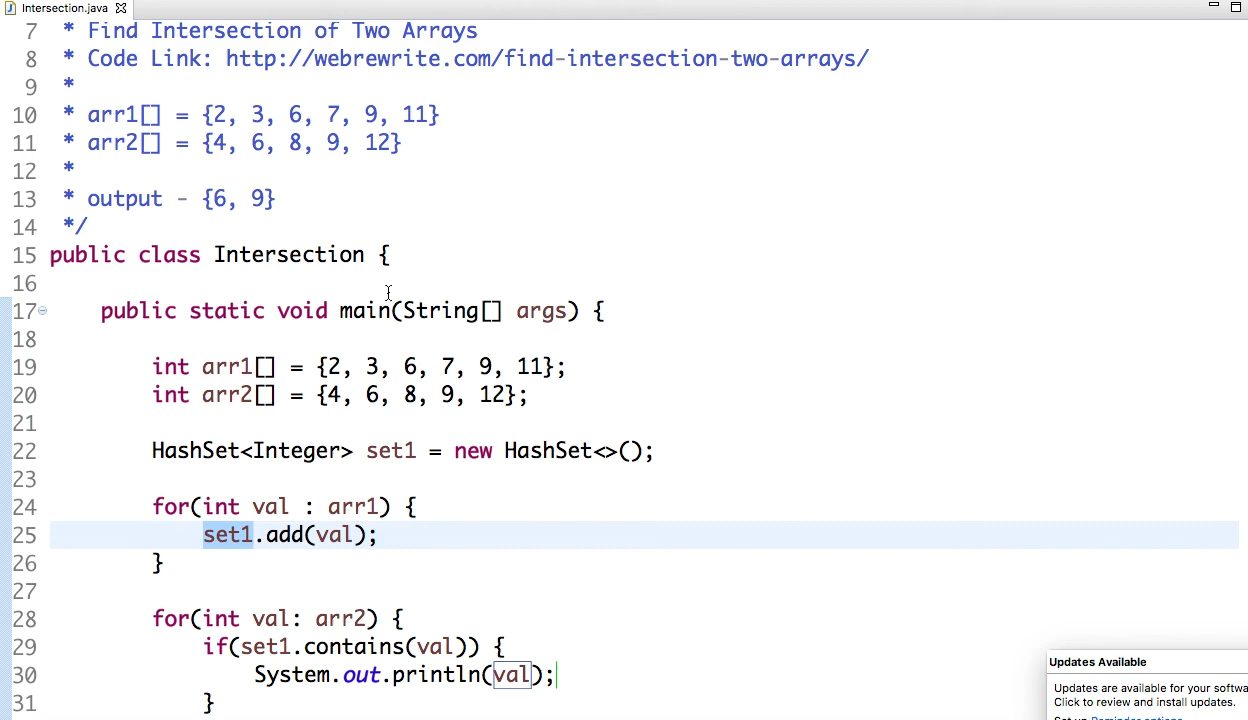 Intersection.java
7 * Find Intersection of Two Arrays
8 * Code Link: http://webrewrite.com/find-intersection-two-arrays/
9 *
10 * arr1[] = {2, 3, 6, 7, 9, 11}
11 * arr2[] = {4, 6, 8, 9, 12}
12 *
13 * output - {6, 9}
14 */
15 public class Intersection {
16
17 public static void main(String[] args) {
18
19 int arr1[] = {2, 3, 6, 7, 9, 11};
20 int arr2[] = {4, 6, 8, 9, 12};
21
22 HashSet<Integer> set1 = new HashSet<>();
23
24 for(int val : arr1) {
25 set1.add(val);
26 }
27
28 for(int val: arr2) {
29 if(set1.contains(val)) {
30 System.out.println(val);
31 }
Updates Available
Updates are available for your softwa
Click to review and install updates.